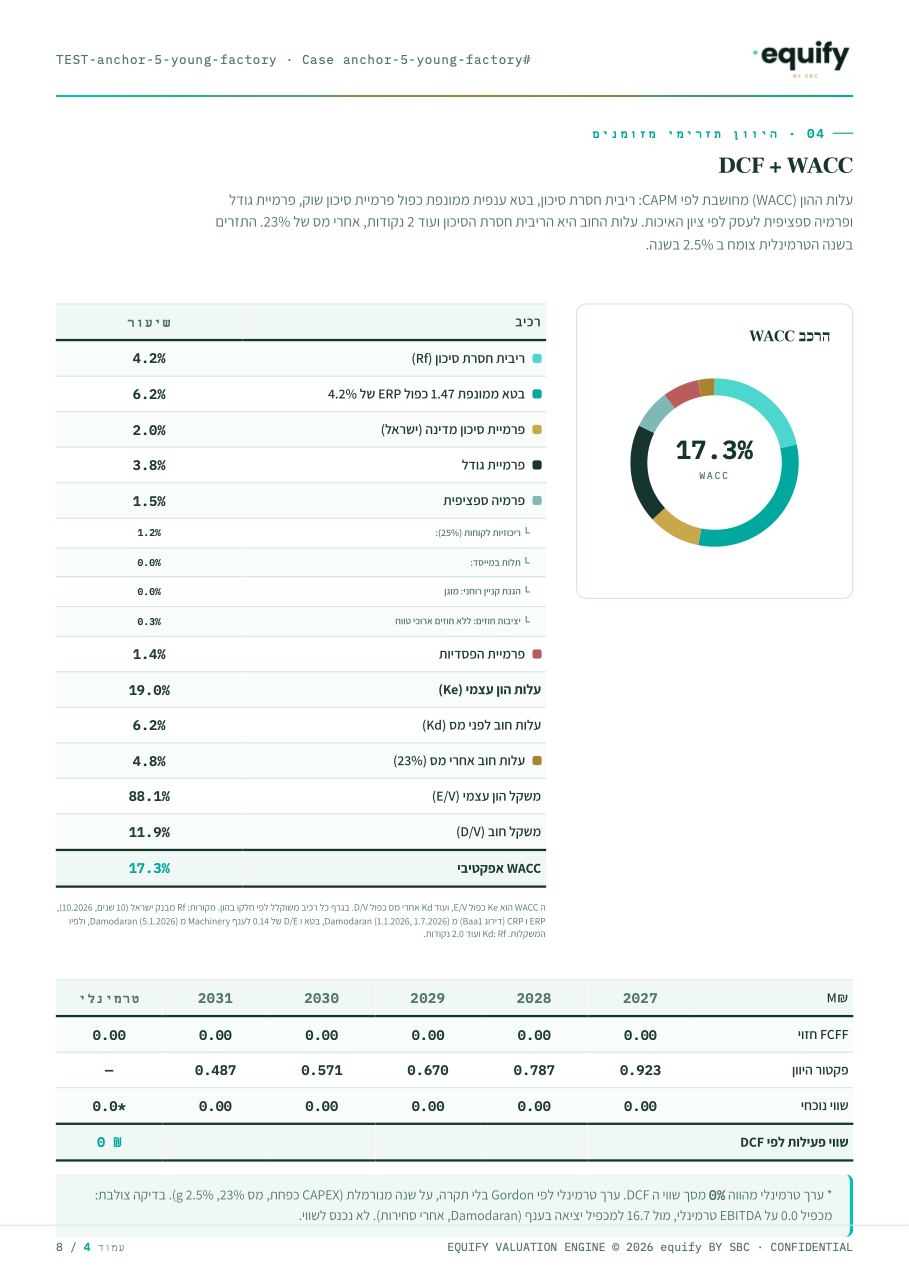 TEST-anchor-5-young-factory · Case anchor-5-young-factory#
equify
BY SBC
04 · היוון תזרימי מזומנים
DCF + WACC
עלות ההון (WACC) מחושבת לפי CAPM: ריבית חסרת סיכון, בטא ענפית ממונפת כפול פרמיית סיכון שוק, פרמיית גודל
ופרמיה ספציפית לעסק לפי ציון האיכות. עלות החוב היא הריבית חסרת הסיכון ועוד 2 נקודות, אחרי מס של 23%. התזרים
בשנה הטרמינלית צומח ב 2.5% בשנה.
הרכב WACC
17.3%
WACC
רכיב שיעור
ריבית חסרת סיכון (Rf) 4.2%
בטא ממונפת 1.47 כפול ERP של 4.2% 6.2%
פרמיית סיכון מדינה (ישראל) 2.0%
פרמיית גודל 3.8%
פרמיה ספציפית 1.5%
└ ריכוזיות לקוחות (25%): 1.2%
└ תלות במייסד: 0.0%
└ הגנת קניין רוחני: מוגן 0.0%
└ יציבות חוזים: ללא חוזים ארוכי טווח 0.3%
פרמיית הפסדיות 1.4%
עלות הון עצמי (Ke) 19.0%
עלות חוב לפני מס (Kd) 6.2%
עלות חוב אחרי מס (23%) 4.8%
משקל הון עצמי (E/V) 88.1%
משקל חוב (D/V) 11.9%
WACC אפקטיבי 17.3%
ה WACC הוא Ke כפול E/V, ועוד Kd אחרי מס כפול D/V. בגרף כל רכיב משוקלל לפי חלקו בהון. מקורות: Rf מבנק ישראל (10 שנים, 10.2026),
ERP ו CRP (דירוג Baa1) מ Damodaran (1.1.2026, 1.7.2026), בטא ו D/E של 0.14 לענף Machinery מ Damodaran (5.1.2026), ולפיו
המשקלות. Kd: Rf ועוד 2.0 נקודות.
₪M 2027 2028 2029 2030 2031 טרמינלי
FCFF חזוי 0.00 0.00 0.00 0.00 0.00 0.00
פקטור היוון 0.923 0.787 0.670 0.571 0.487 —
שווי נוכחי 0.00 0.00 0.00 0.00 0.00 0.0*
שווי פעילות לפי DCF ₪ 0
* ערך טרמינלי מהווה 0% מסך שווי ה DCF. ערך טרמינלי לפי Gordon בלי תקרה, על שנה מנורמלת (CAPEX כפחת, מס 23%, g 2.5%). בדיקה צולבת:
מכפיל 0.0 על EBITDA טרמינלי, מול 16.7 למכפיל יציאה בענף (Damodaran, אחרי סחירות). לא נכנס לשווי.
EQUIFY VALUATION ENGINE © 2026 equify BY SBC · CONFIDENTIAL
עמוד 4 / 8